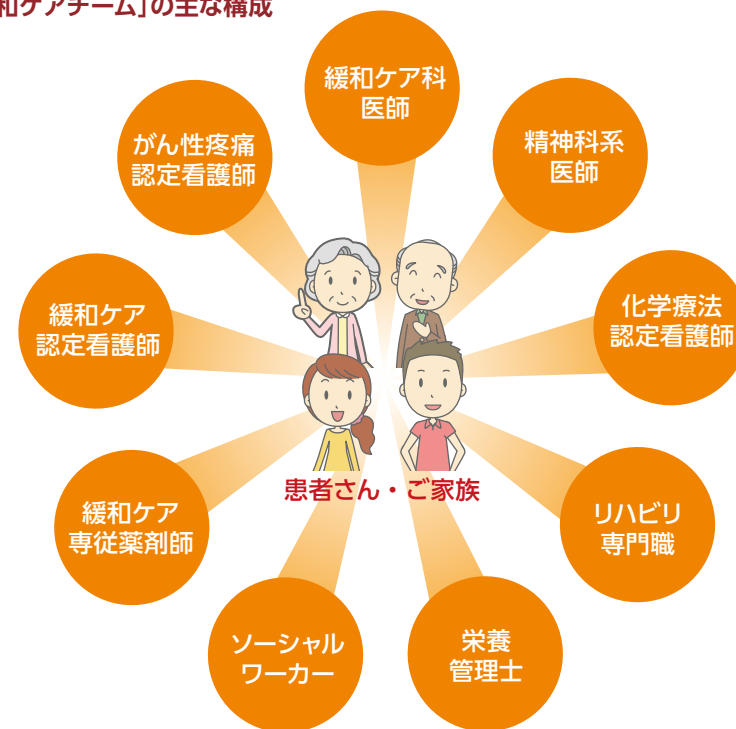 和ケアチーム」の主な構成
緩和ケア科
医師
精神科系
医師
化学療法
認定看護師
リハビリ
専門職
栄養
管理士
ソーシャル
ワーカー
緩和ケア
専従薬剤師
緩和ケア
認定看護師
がん性疼痛
認定看護師
患者さん・ご家族